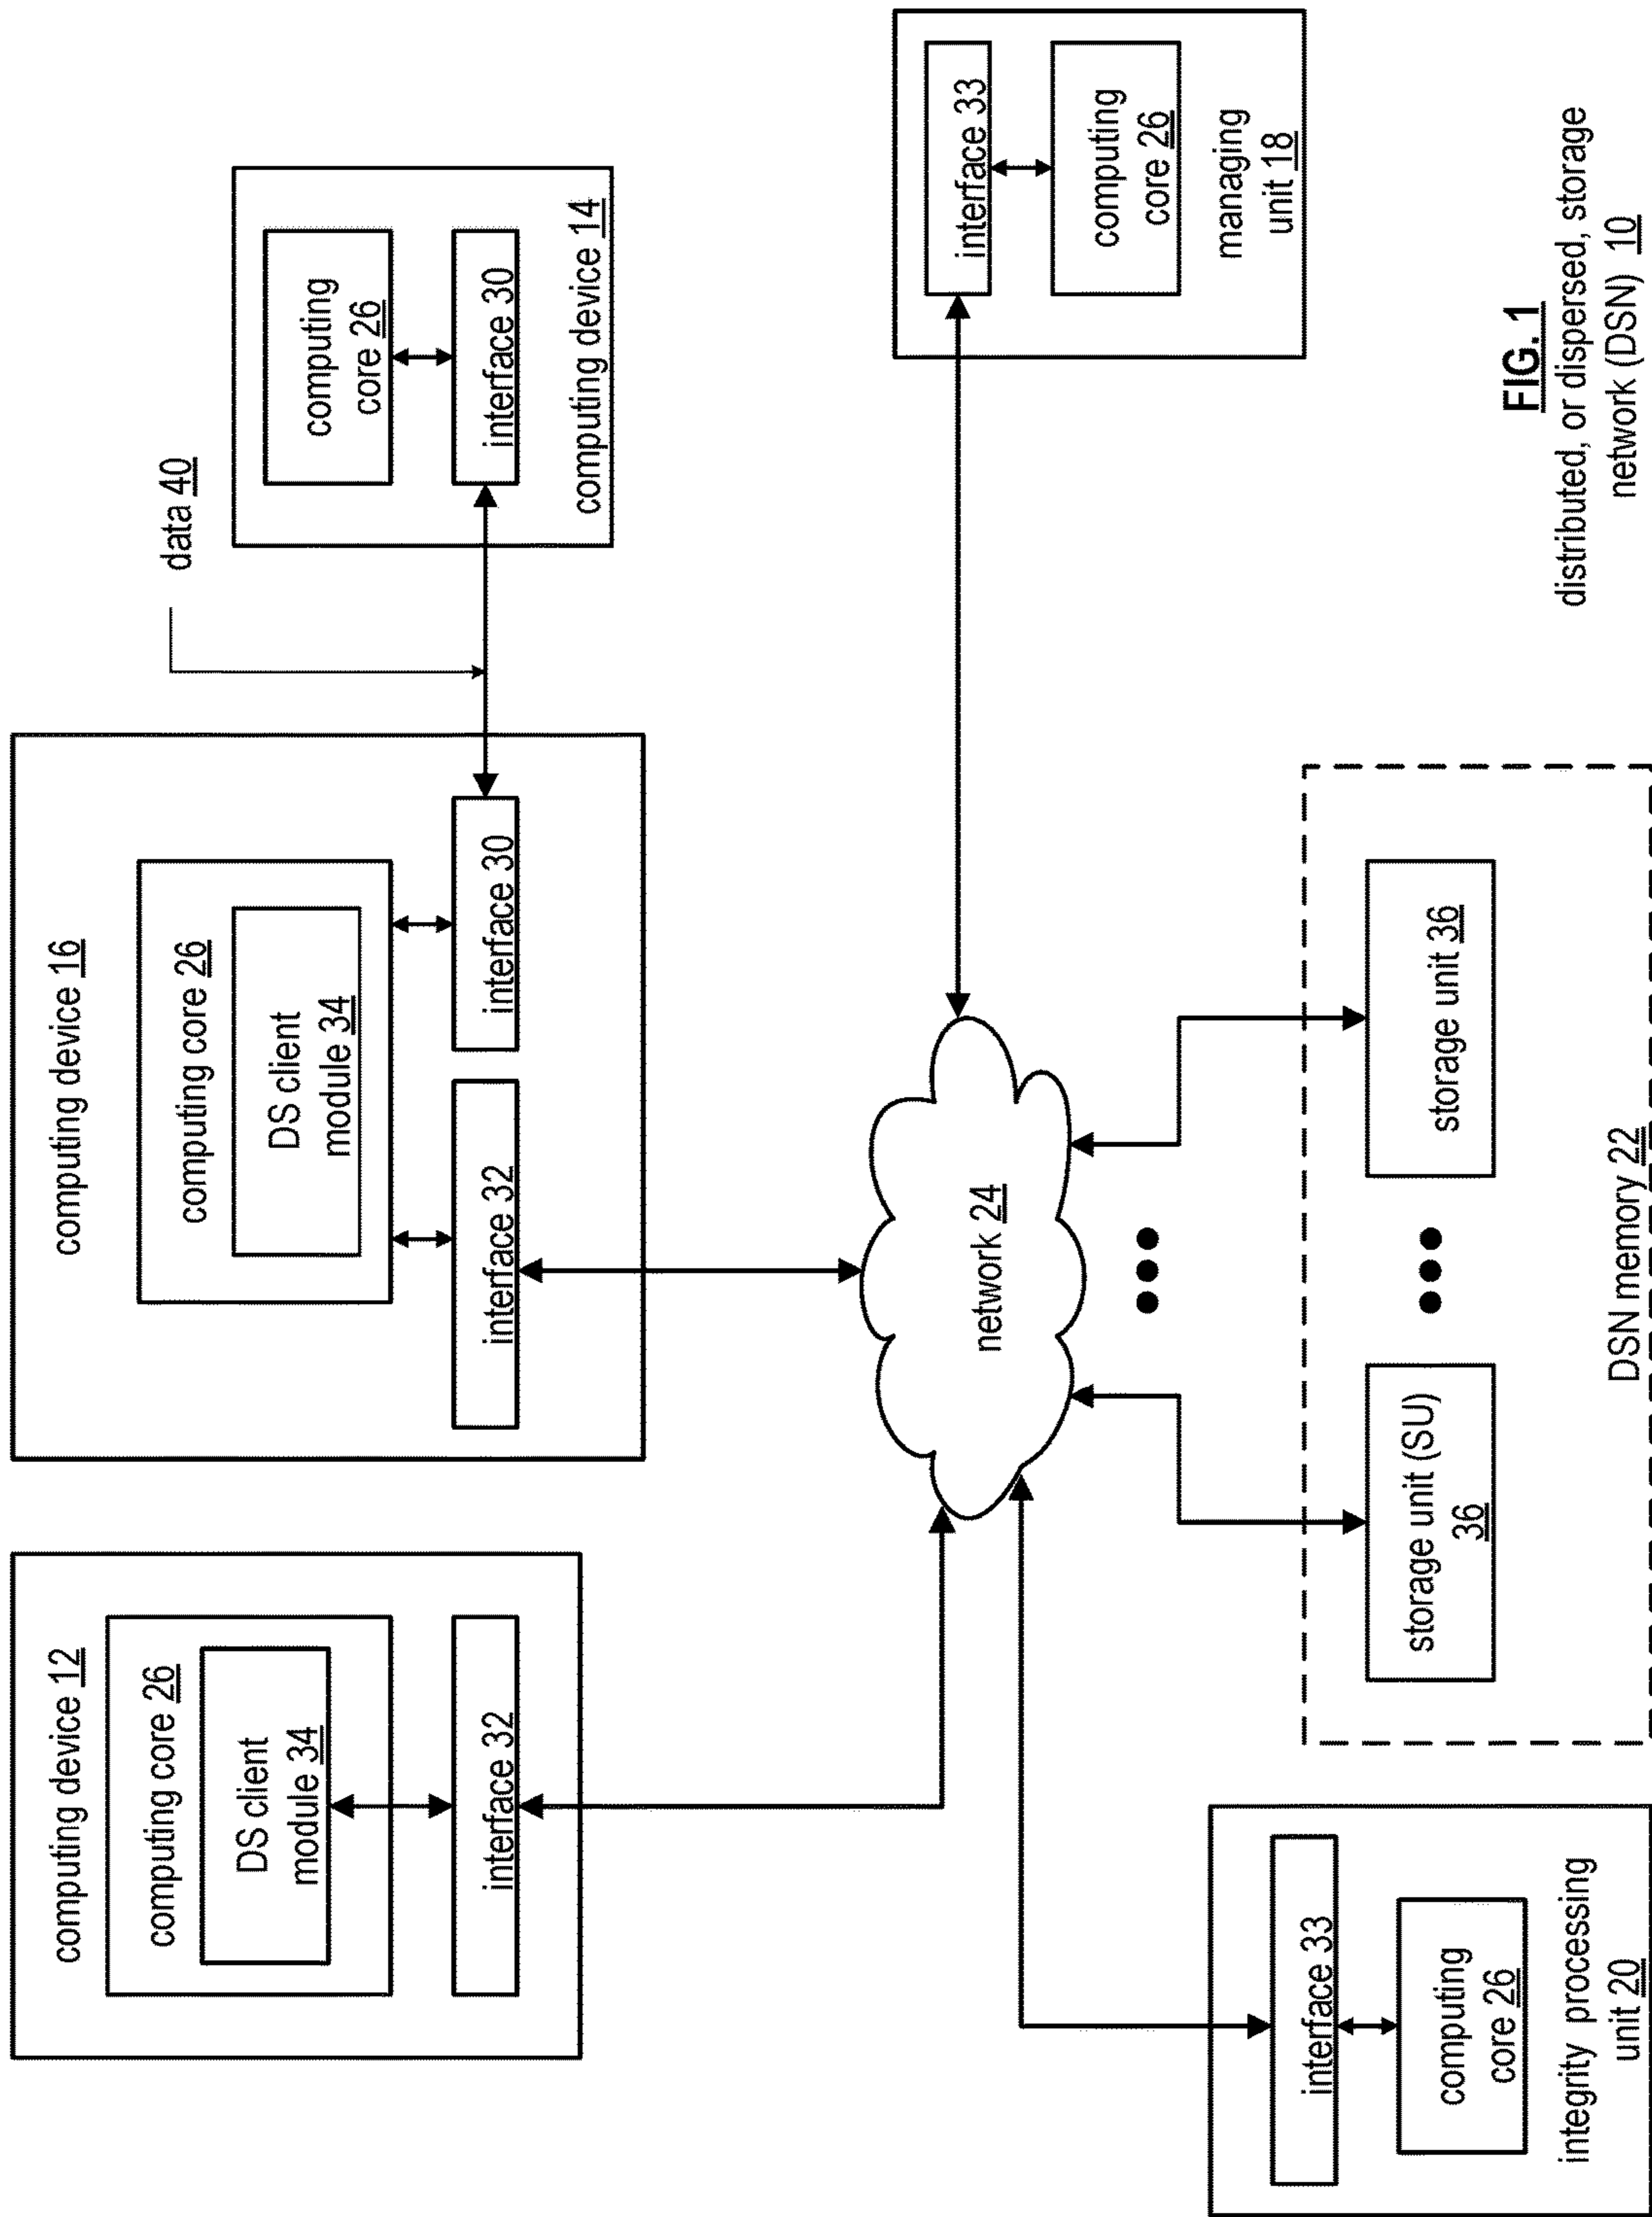 computing device 12
computing core 26
DS client
module 34
interface 32
computing device 16
computing core 26
DS client
module 34
interface 32
interface 30
data 40
computing
core 26
interface 30
computing device 14
network 24
interface 33
computing
core 26
managing
unit 18
interface 33
computing
core 26
integrity processing
unit 20
storage unit (SU)
36
storage unit 36
DSN memory 22
FIG. 1
distributed, or dispersed, storage
network (DSN) 10